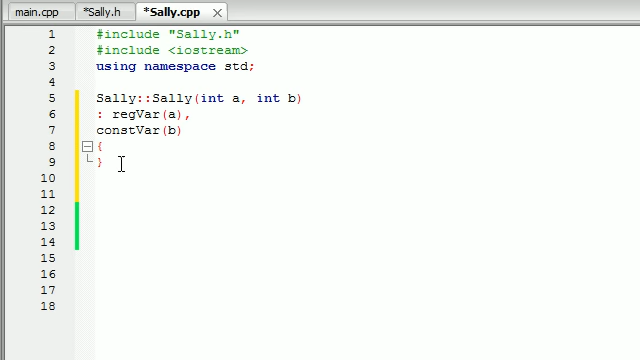 main.cpp *Sally.h *Sally.cpp
1 #include "Sally.h"
2 #include <iostream>
3 using namespace std;
4
5 Sally::Sally(int a, int b)
6 : regVar(a),
7 constVar(b)
8 {
9 }
10
11
12
13
14
15
16
17
18